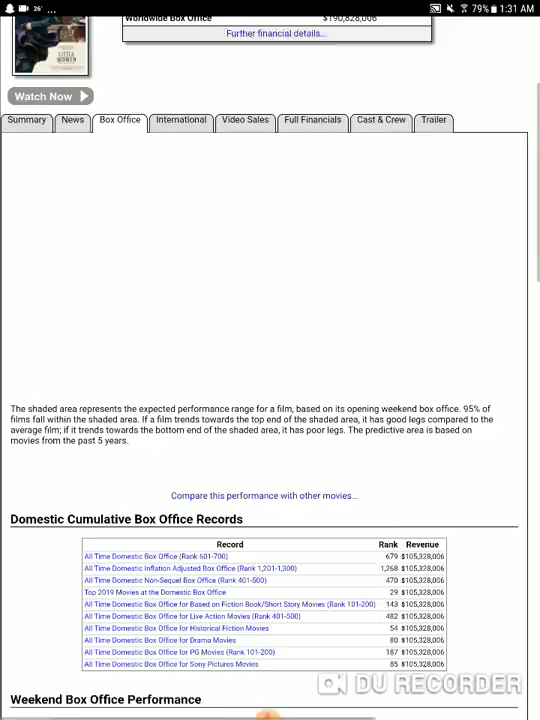 26° ... 79% 1:31 AM
Worldwide Box Office $190,828,006
Further financial details...
LITTLE
WOMEN
Watch Now
Summary News Box Office International Video Sales Full Financials Cast & Crew Trailer
The shaded area represents the expected performance range for a film, based on its opening weekend box office. 95% of
films fall within the shaded area. If a film trends towards the top end of the shaded area, it has good legs compared to the
average film; if it trends towards the bottom end of the shaded area, it has poor legs. The predictive area is based on
movies from the past 5 years.
Compare this performance with other movies…
Domestic Cumulative Box Office Records
Record Rank Revenue
All Time Domestic Box Office (Rank 601-700) 679 $105,328,006
All Time Domestic Inflation Adjusted Box Office (Rank 1,201-1,300) 1,268 $105,328,006
All Time Domestic Non-Sequel Box Office (Rank 401-500) 470 $105,328,006
Top 2019 Movies at the Domestic Box Office 29 $105,328,006
All Time Domestic Box Office for Based on Fiction Book/Short Story Movies (Rank 101-200) 143 $105,328,006
All Time Domestic Box Office for Live Action Movies (Rank 401-500) 482 $105,328,006
All Time Domestic Box Office for Historical Fiction Movies 54 $105,328,006
All Time Domestic Box Office for Drama Movies 80 $105,328,006
All Time Domestic Box Office for PG Movies (Rank 101-200) 187 $105,328,006
All Time Domestic Box Office for Sony Pictures Movies 85 $105,328,006
DU RECORDER
Weekend Box Office Performance